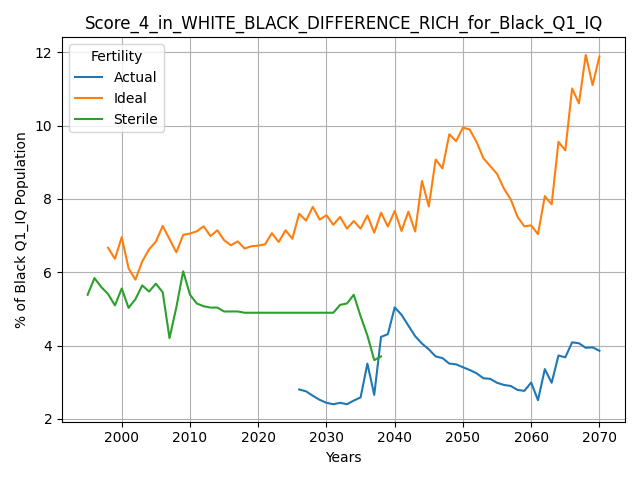 Score_4_in_WHITE_BLACK_DIFFERENCE_RICH_for_Black_Q1_IQ
Fertility
Actual
Ideal
Sterile
% of Black Q1_IQ Population
12
10
8
6
4
2
2000 2010 2020 2030 2040 2050 2060 2070
Years